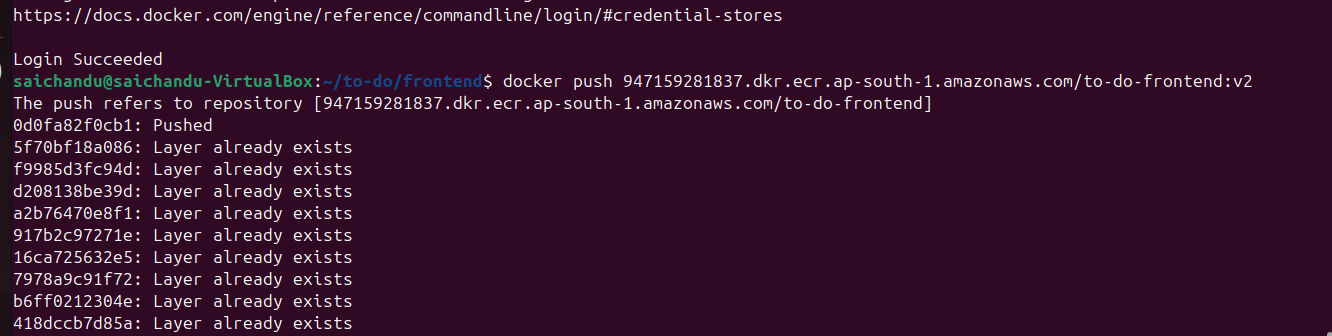 https://docs.docker.com/engine/reference/commandline/login/#credential-stores
Login Succeeded
saichandu@saichandu-VirtualBox:~/to-do/frontend$ docker push 947159281837.dkr.ecr.ap-south-1.amazonaws.com/to-do-frontend:v2
The push refers to repository [947159281837.dkr.ecr.ap-south-1.amazonaws.com/to-do-frontend]
0d0fa82f0cb1: Pushed
5f70bf18a086: Layer already exists
f9985d3fc94d: Layer already exists
d208138be39d: Layer already exists
a2b76470e8f1: Layer already exists
917b2c97271e: Layer already exists
16ca725632e5: Layer already exists
7978a9c91f72: Layer already exists
b6ff0212304e: Layer already exists
418dccb7d85a: Layer already exists